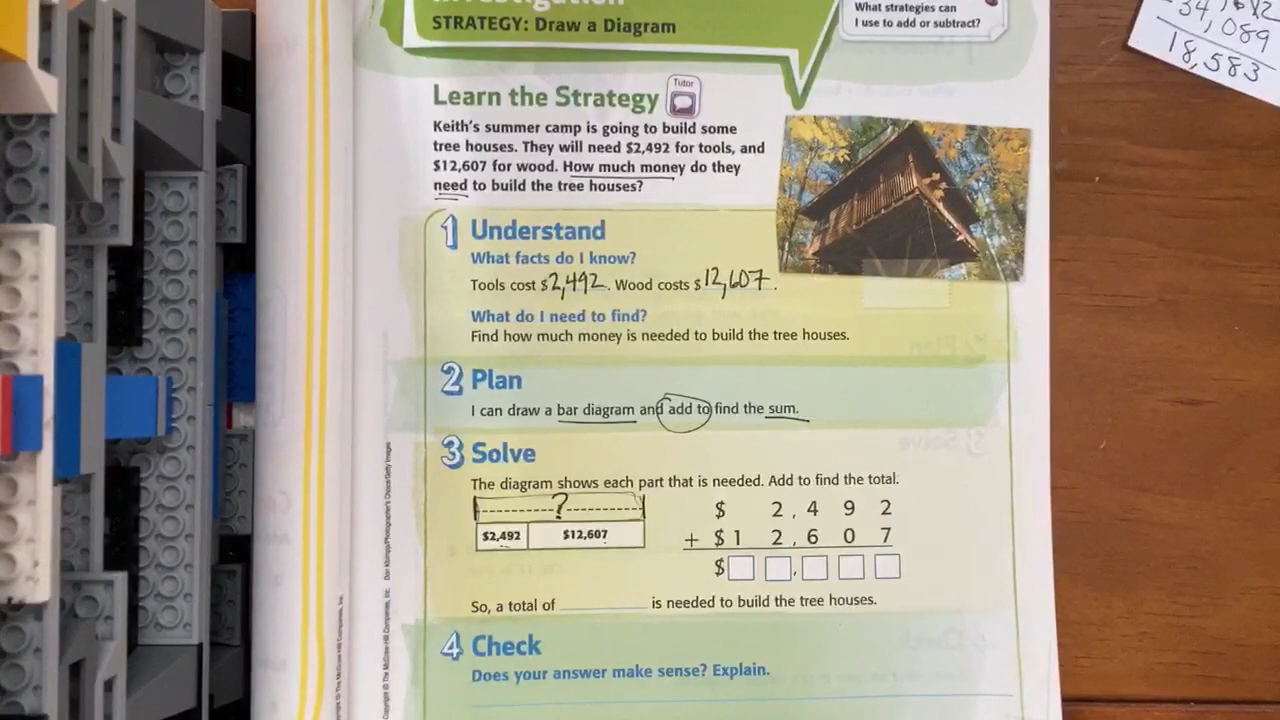 Investigation
STRATEGY: Draw a Diagram
What strategies can
I use to add or subtract?
34,089
18,583
Learn the Strategy
Tutor
Keith's summer camp is going to build some
tree houses. They will need $2,492 for tools, and
$12,607 for wood. How much money do they
need to build the tree houses?
1 Understand
What facts do I know?
Tools cost $2,492. Wood costs $12,607.
What do I need to find?
Find how much money is needed to build the tree houses.
2 Plan
I can draw a bar diagram and add to find the sum.
3 Solve
The diagram shows each part that is needed. Add to find the total.
?
$2,492 $12,607
$ 2,492
+ $12,607
$ ,
So, a total of ________ is needed to build the tree houses.
4 Check
Does your answer make sense? Explain.